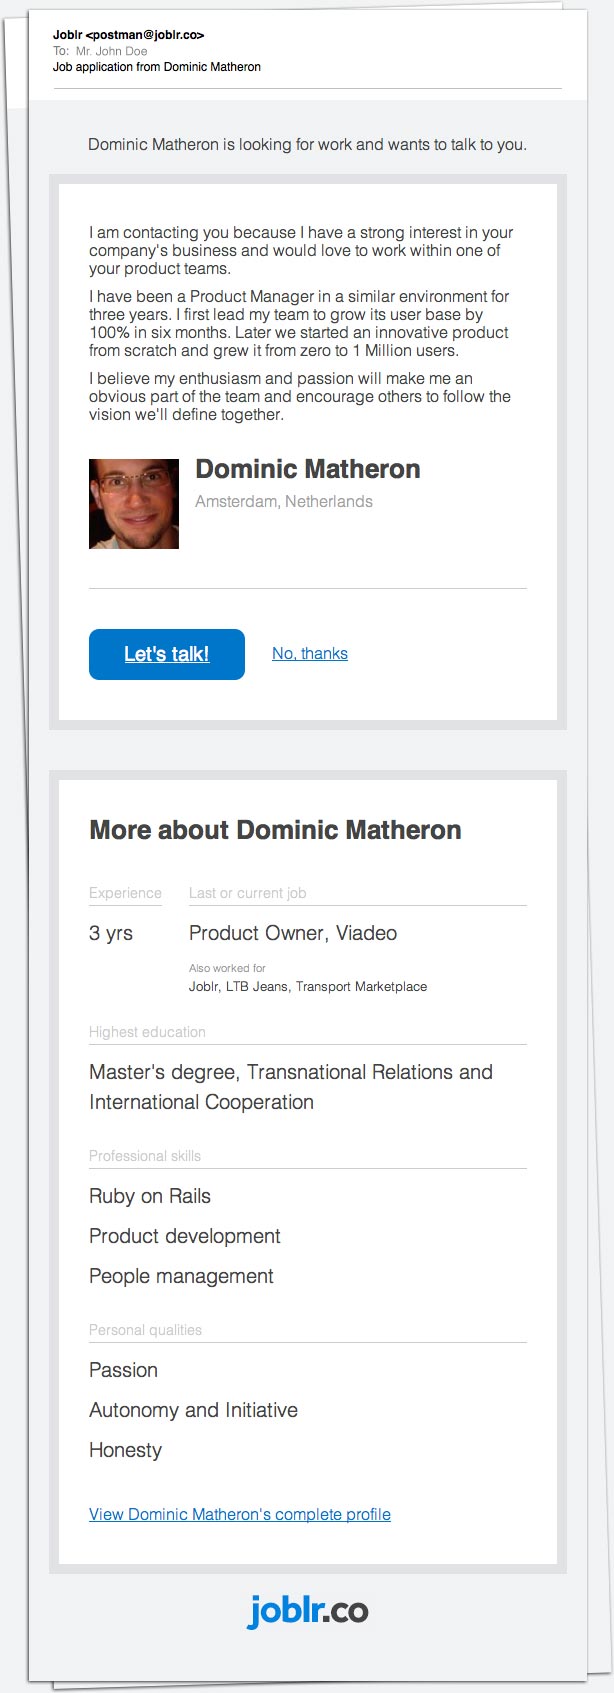 Joblr <postman@joblr.co>
To: Mr. John Doe
Job application from Dominic Matheron
Dominic Matheron is looking for work and wants to talk to you.
I am contacting you because I have a strong interest in your
company's business and would love to work within one of
your product teams.
I have been a Product Manager in a similar environment for
three years. I first lead my team to grow its user base by
100% in six months. Later we started an innovative product
from scratch and grew it from zero to 1 Million users.
I believe my enthusiasm and passion will make me an
obvious part of the team and encourage others to follow the
vision we'll define together.
Dominic Matheron
Amsterdam, Netherlands
Let's talk!
No, thanks
More about Dominic Matheron
Experience
Last or current job
3 yrs
Product Owner, Viadeo
Also worked for
Joblr, LTB Jeans, Transport Marketplace
Highest education
Master's degree, Transnational Relations and
International Cooperation
Professional skills
Ruby on Rails
Product development
People management
Personal qualities
Passion
Autonomy and Initiative
Honesty
View Dominic Matheron's complete profile
joblr.co